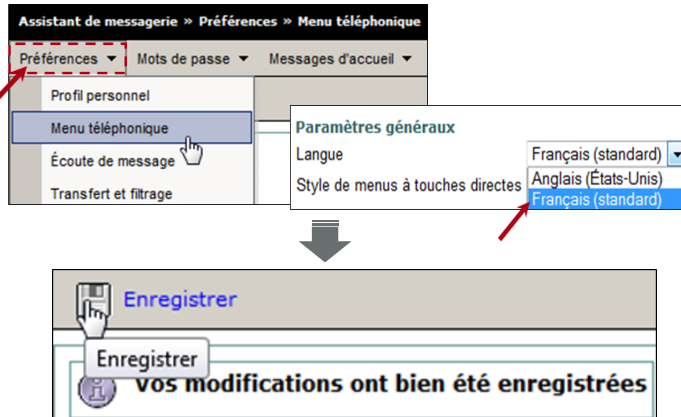 Assistant de messagerie » Préférences » Menu téléphonique
Préférences Mots de passe Messages d'accueil
Profil personnel
Menu téléphonique
Écoute de message
Transfert et filtrage
Paramètres généraux
Langue Français (standard)
Anglais (États-Unis)
Style de menus à touches directes
Français (standard)
Enregistrer
Enregistrer
Vos modifications ont bien été enregistrées